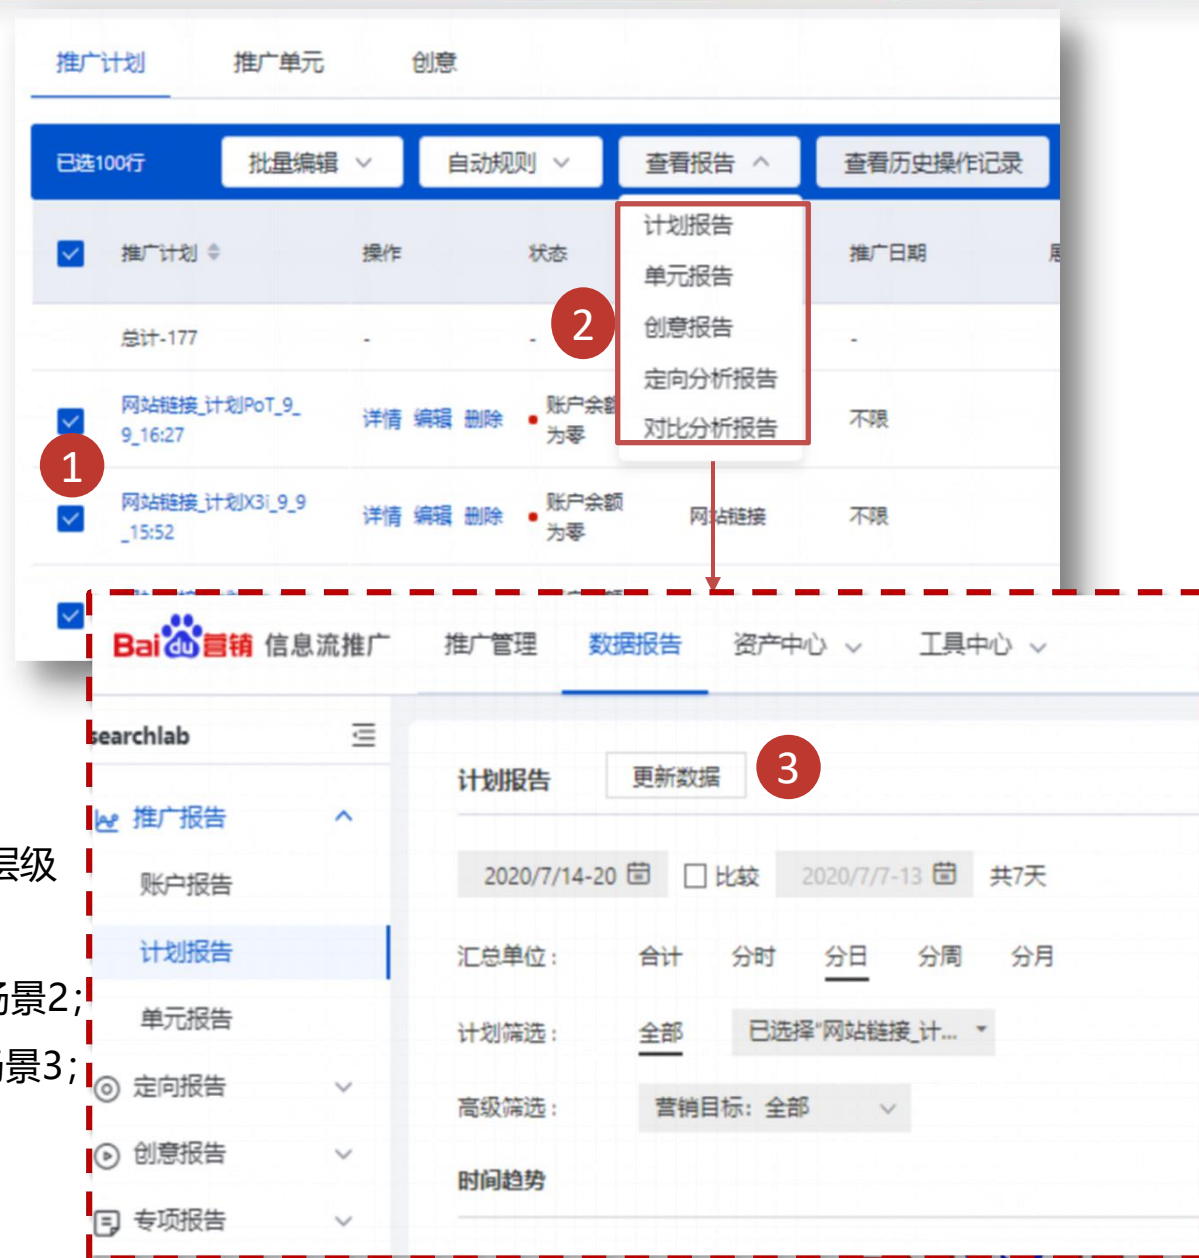 推广计划 推广单元 创意
已选100行 批量编辑 自动规则 查看报告 查看历史操作记录
推广计划 操作 状态 推广日期
计划报告
单元报告
创意报告
定向分析报告
对比分析报告
2
总计-177 - - -
网站链接_计划PoT_9_
9_16:27
详情 编辑 删除 账户余额
为零
不限
1
网站链接_计划X3i_9_9
_15:52
详情 编辑 删除 账户余额
为零
网站链接 不限
Bai du 营销 信息流推广 推广管理 数据报告 资产中心 工具中心
searchlab
计划报告 更新数据 3
推广报告
层级
账户报告
2020/7/14-20 比较 2020/7/7-13 共7天
计划报告
汇总单位: 合计 分时 分日 分周 分月
场景2;
单元报告
计划筛选: 全部 已选择"网站链接_计...
场景3;
定向报告
高级筛选: 营销目标: 全部
创意报告
时间趋势
专项报告